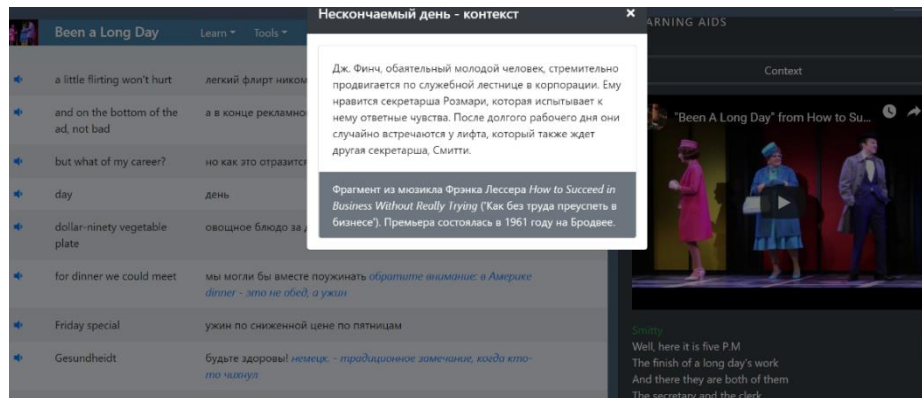 Нескончаемый день - контекст
×
Been a Long Day
Learn
Tools
ARNING AIDS
Дж. Финч, обаятельный молодой человек, стремительно
продвигается по служебной лестнице в корпорации. Ему
нравится секретарша Розмари, которая испытывает к
нему ответные чувства. После долгого рабочего дня они
случайно встречаются у лифта, который также ждет
другая секретарша, Смитти.
Фрагмент из мюзикла Фрэнка Лессера How to Succeed in
Business Without Really Trying ("Как без труда преуспеть в
бизнесе"). Премьера состоялась в 1961 году на Бродвее.
a little flirting won't hurt
легкий флирт ником
and on the bottom of the
ad, not bad
а в конце рекламно
but what of my career?
но как это отразится
day
день
dollar-ninety vegetable
plate
овощное блюдо за д
for dinner we could meet
мы могли бы вместе поужинать обратите внимание: в Америке
dinner - это не обед, а ужин
Friday special
ужин по сниженной цене по пятницам
Gesundheidt
будьте здоровы! немецк. - традиционное замечание, когда кто-
то чихнул
Context
"Been A Long Day" from How to Su...
Smitty
Well, here it is five P.M
The finish of a long day's work
And there they are both of them
The secretary and the clerk